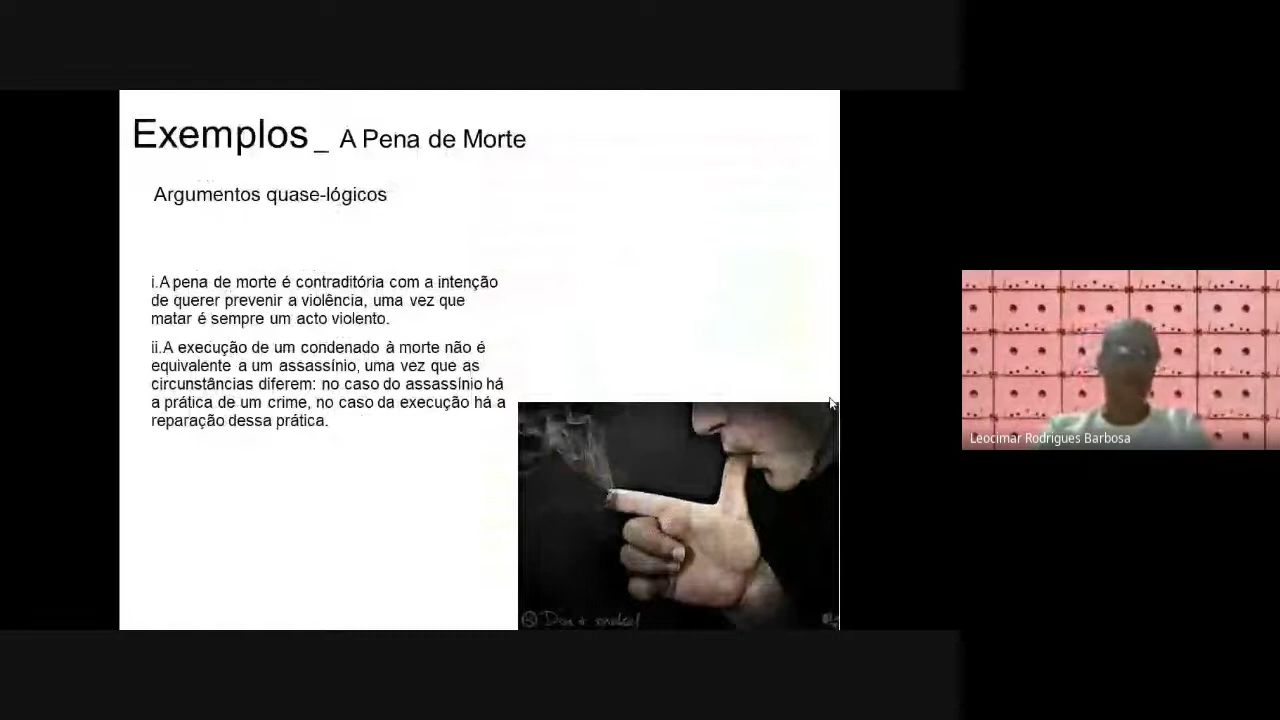 Exemplos_ A Pena de Morte
Argumentos quase-lógicos
i.A pena de morte é contraditória com a intenção
de querer prevenir a violência, uma vez que
matar é sempre um acto violento.
ii.A execução de um condenado à morte não é
equivalente a um assassínio, uma vez que as
circunstâncias diferem: no caso do assassínio há
a prática de um crime, no caso da execução há a
reparação dessa prática.
Leocimar Rodrigues Barbosa